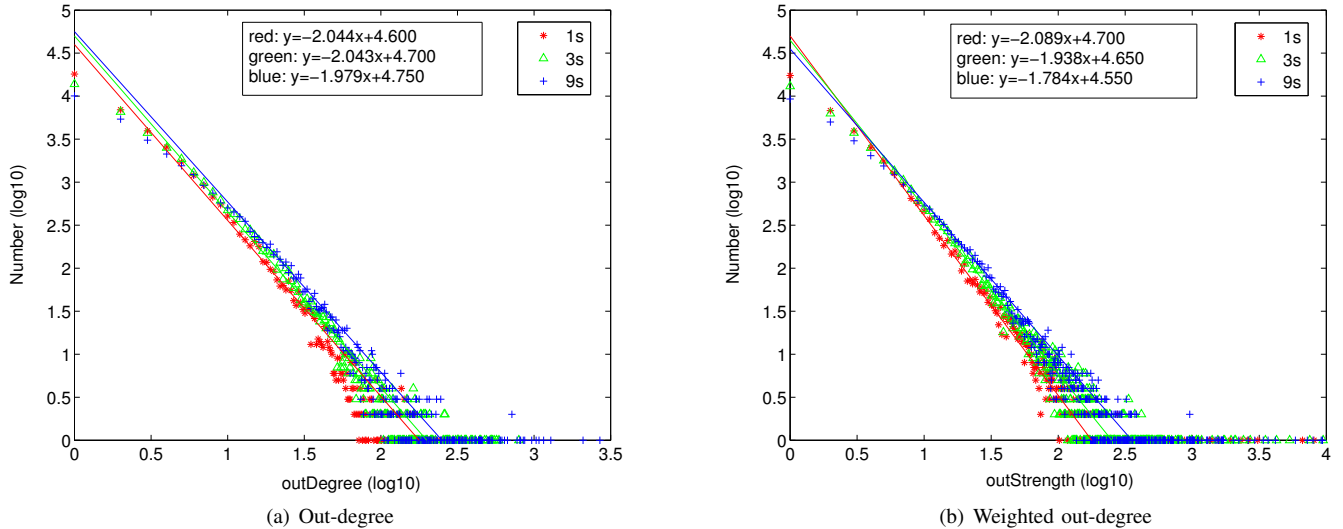 5
4.5
4
3.5
3
2.5
2
1.5
1
0.5
0
Number (log10)
0 0.5 1 1.5 2 2.5 3 3.5
outDegree (log10)
red: y=−2.044x+4.600
green: y=−2.043x+4.700
blue: y=−1.979x+4.750
1s
3s
9s
(a) Out-degree
5
4.5
4
3.5
3
2.5
2
1.5
1
0.5
0
Number (log10)
0 0.5 1 1.5 2 2.5 3 3.5 4
outStrength (log10)
red: y=−2.089x+4.700
green: y=−1.938x+4.650
blue: y=−1.784x+4.550
1s
3s
9s
(b) Weighted out-degree